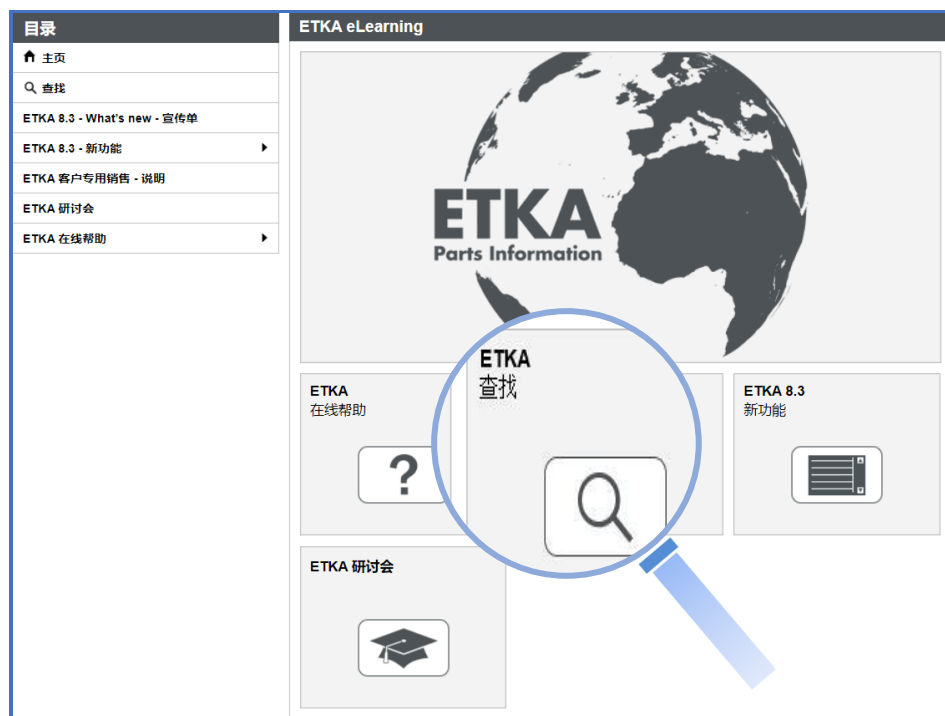 目录
主页
查找
ETKA 8.3 - What's new - 宣传单
ETKA 8.3 - 新功能
ETKA 客户专用销售 - 说明
ETKA 研讨会
ETKA 在线帮助
ETKA eLearning
ETKA
Parts Information
ETKA
在线帮助
?
ETKA
查找
ETKA 8.3
新功能
ETKA 研讨会